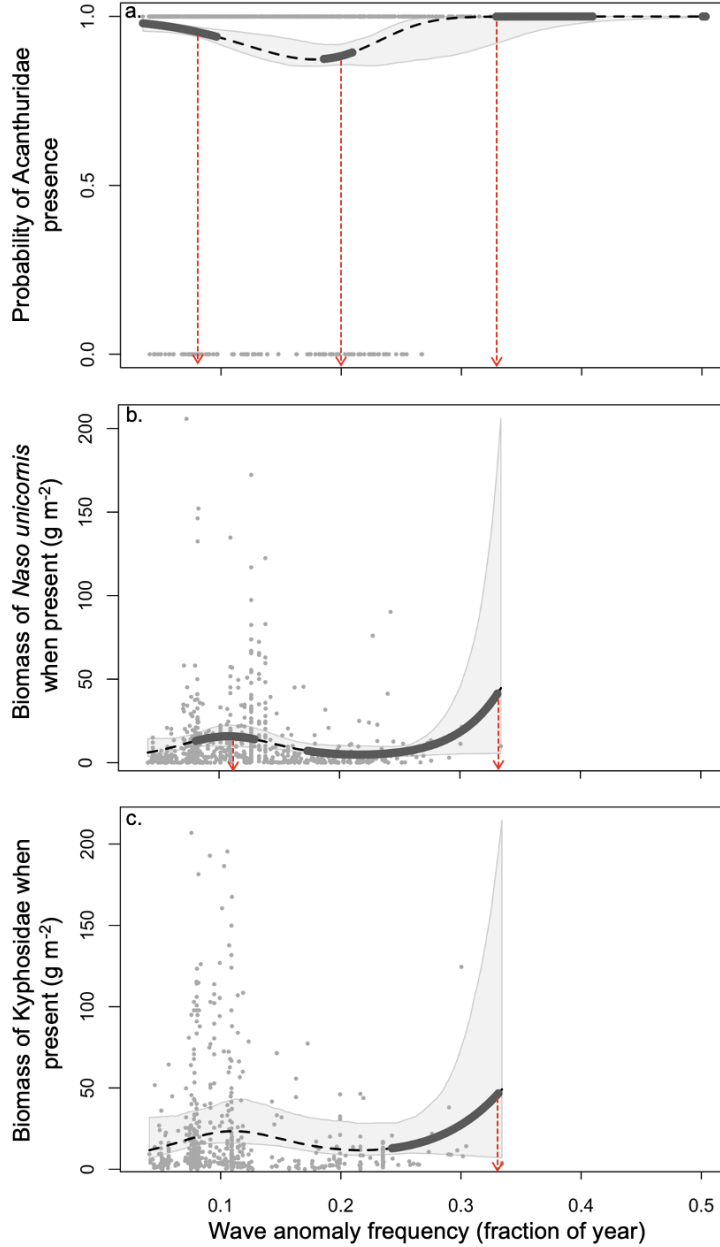 a.
Probability of Acanthuridae
presence
1.0
0.5
0.0
b.
Biomass of Naso unicornis
when present (g m-2)
200
150
100
50
0
c.
Biomass of Kyphosidae when
present (g m-2)
200
150
100
50
0
0.1 0.2 0.3 0.4 0.5
Wave anomaly frequency (fraction of year)